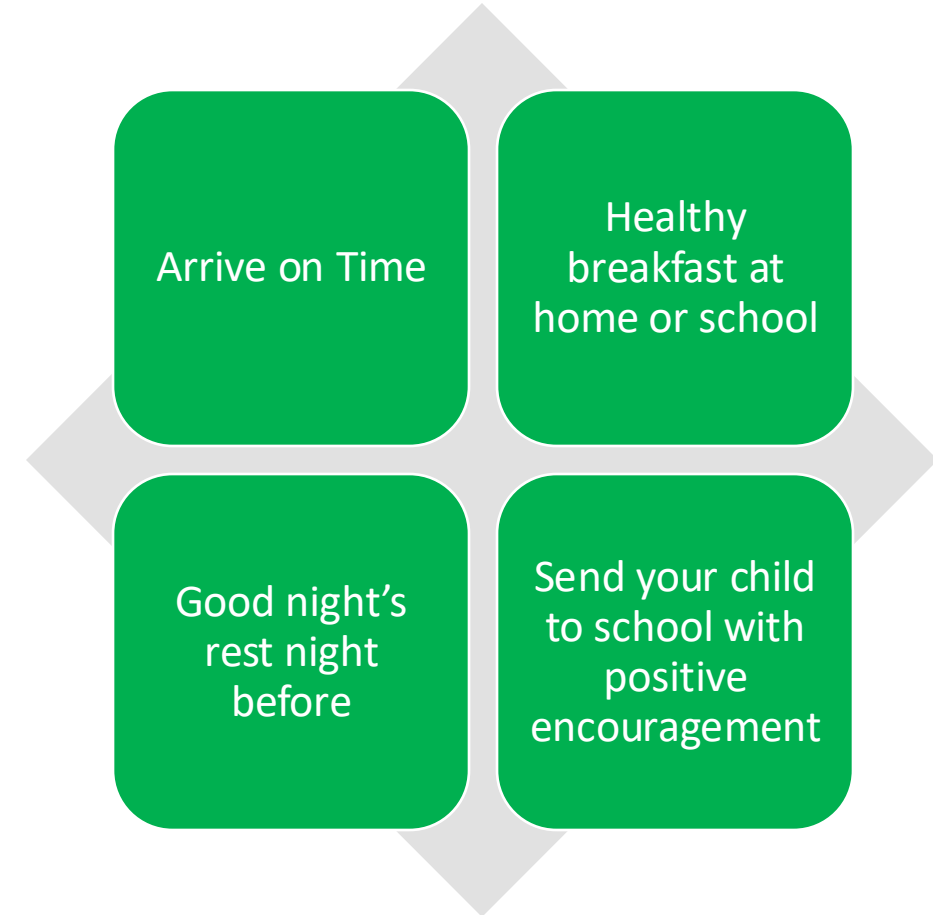 Arrive on Time
Healthy
breakfast at
home or school
Good night’s
rest night
before
Send your child
to school with
positive
encouragement